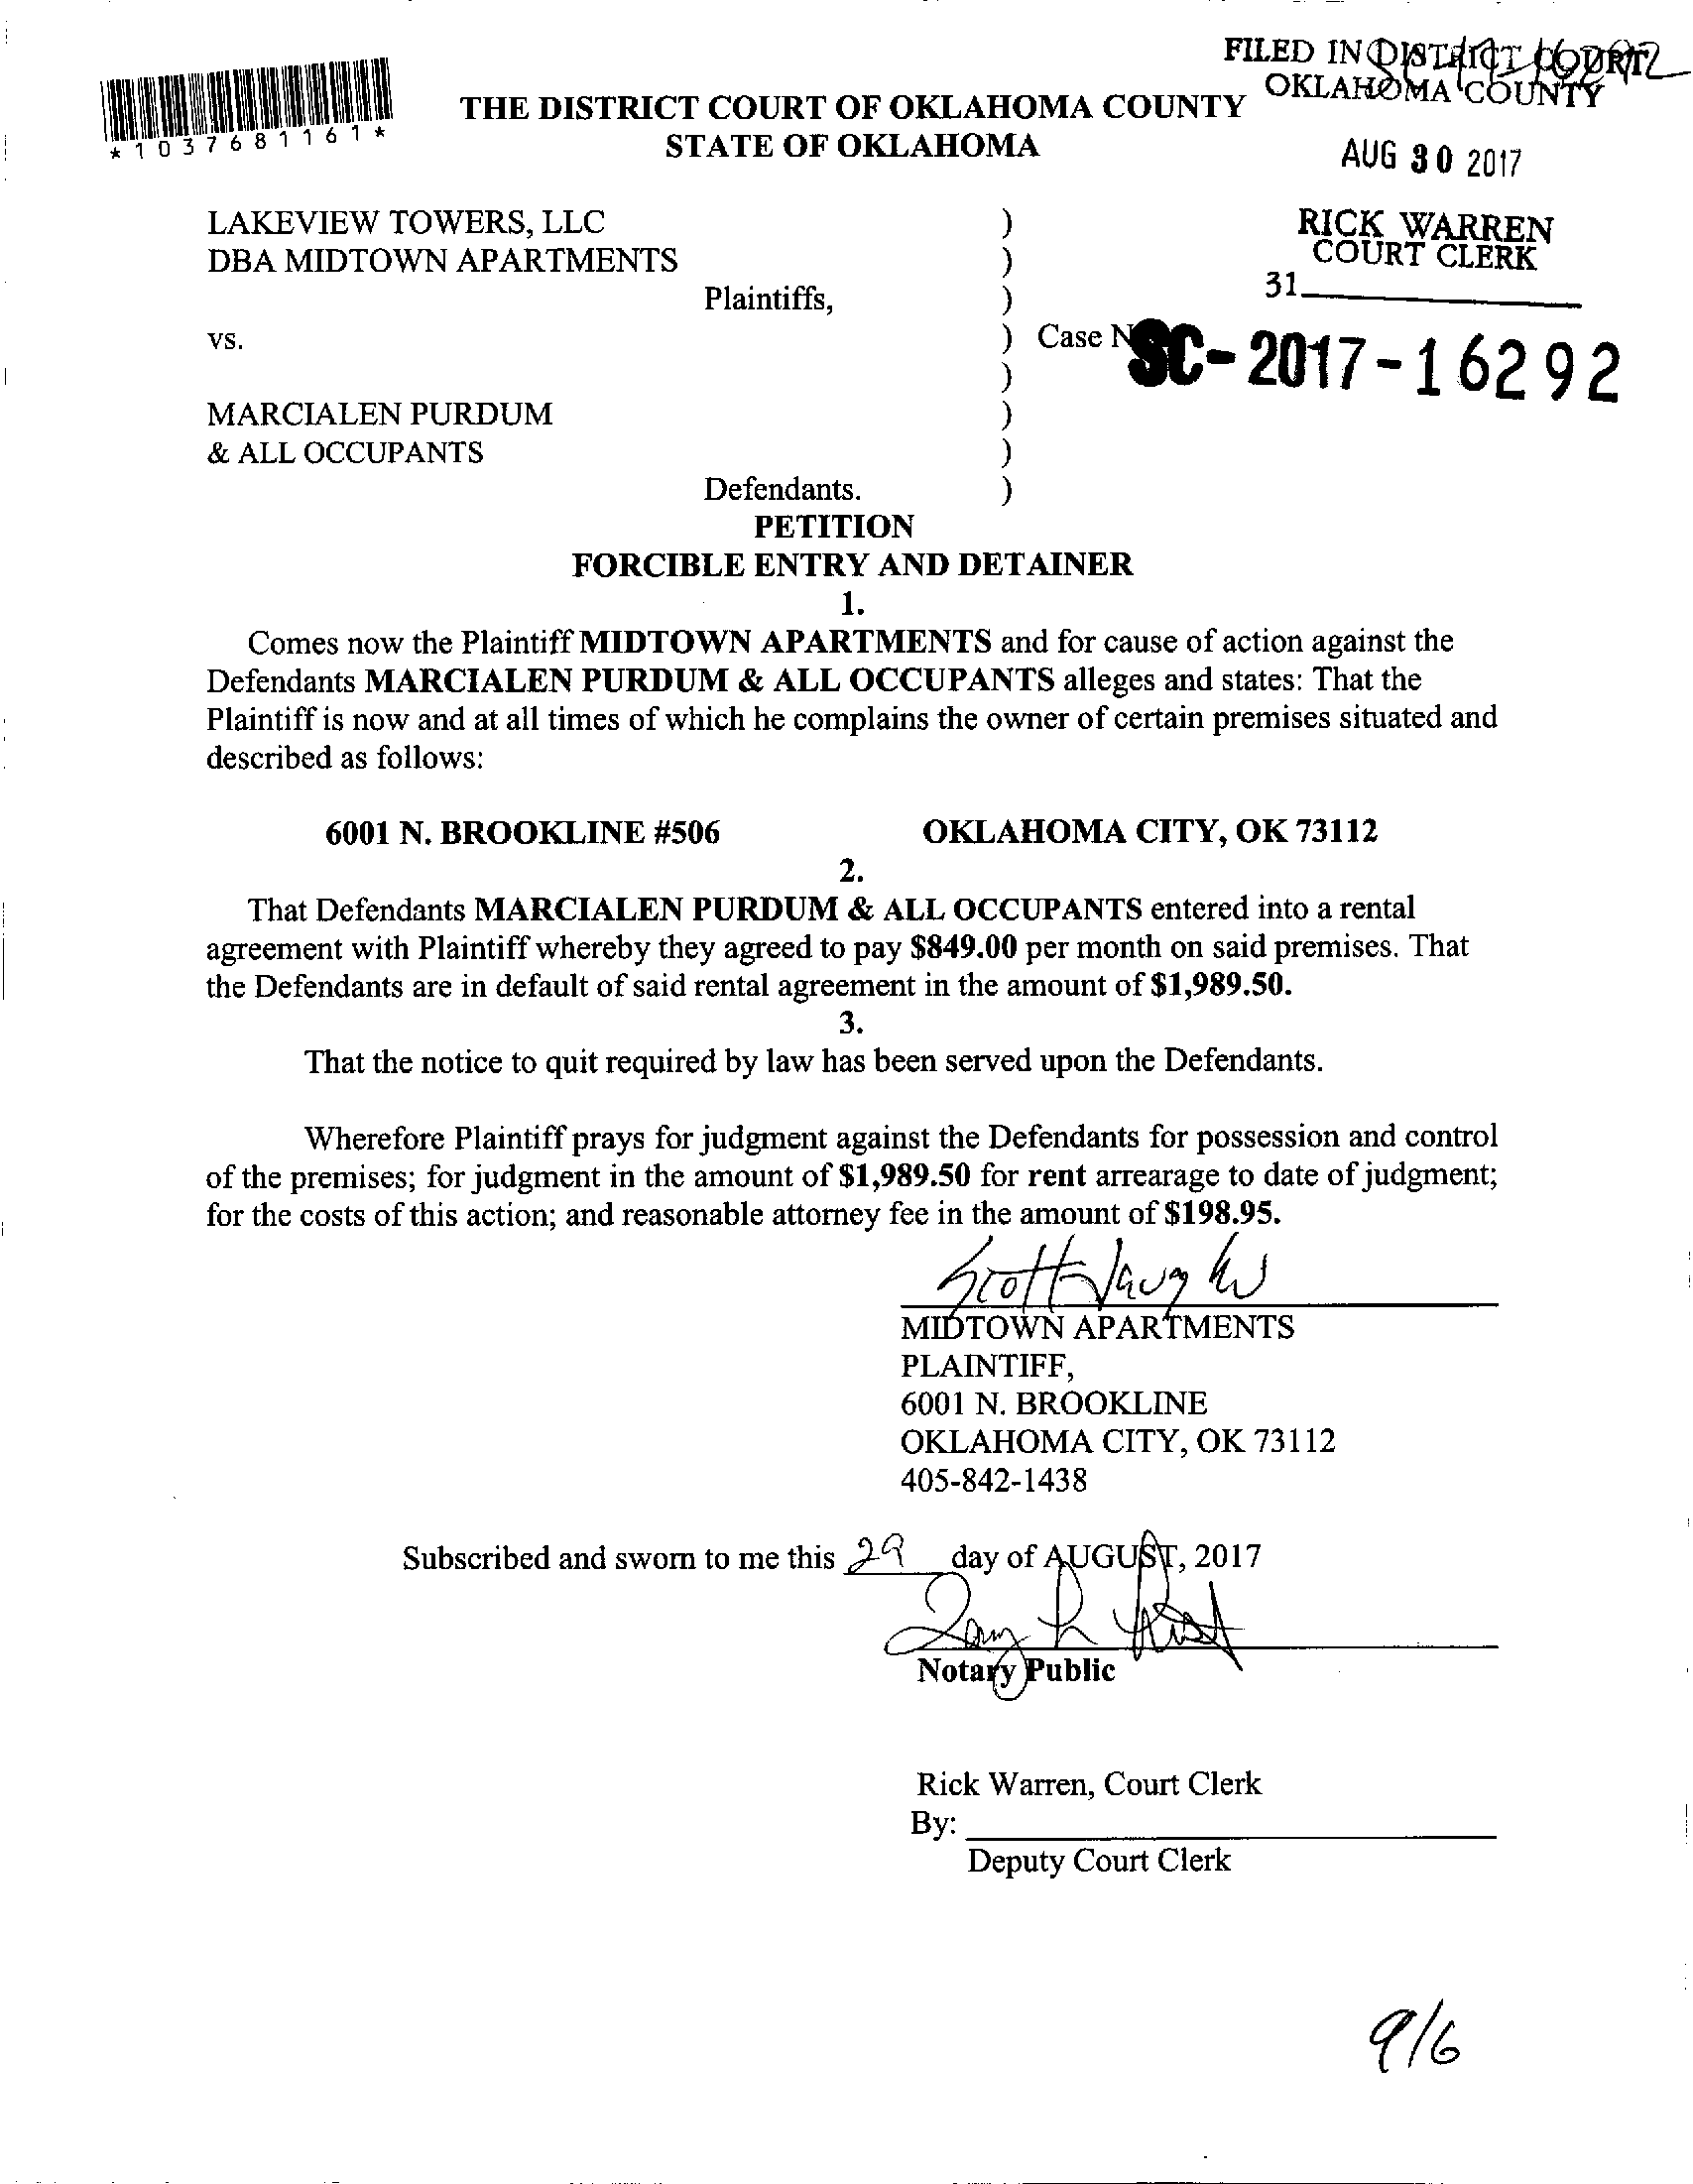 FILED IN DISTRICT COURT
OKLAHOMA COUNTY
*1037681161*
THE DISTRICT COURT OF OKLAHOMA COUNTY
STATE OF OKLAHOMA
AUG 30 2017
RICK WARREN
COURT CLERK
31
LAKEVIEW TOWERS, LLC )
DBA MIDTOWN APARTMENTS )
Plaintiffs, )
vs. ) Case N SC-2017-16292
)
MARCIALEN PURDUM )
& ALL OCCUPANTS )
Defendants. )
PETITION
FORCIBLE ENTRY AND DETAINER
1.
Comes now the Plaintiff MIDTOWN APARTMENTS and for cause of action against the
Defendants MARCIALEN PURDUM & ALL OCCUPANTS alleges and states: That the
Plaintiff is now and at all times of which he complains the owner of certain premises situated and
described as follows:
6001 N. BROOKLINE #506 OKLAHOMA CITY, OK 73112
2.
That Defendants MARCIALEN PURDUM & ALL OCCUPANTS entered into a rental
agreement with Plaintiff whereby they agreed to pay $849.00 per month on said premises. That
the Defendants are in default of said rental agreement in the amount of $1,989.50.
3.
That the notice to quit required by law has been served upon the Defendants.
Wherefore Plaintiff prays for judgment against the Defendants for possession and control
of the premises; for judgment in the amount of $1,989.50 for rent arrearage to date of judgment;
for the costs of this action; and reasonable attorney fee in the amount of $198.95.
Scott
MIDTOWN APARTMENTS
PLAINTIFF,
6001 N. BROOKLINE
OKLAHOMA CITY, OK 73112
405-842-1438
Subscribed and sworn to me this 29 day of AUGUST, 2017
Notary Public
Rick Warren, Court Clerk
By:
Deputy Court Clerk
9/6